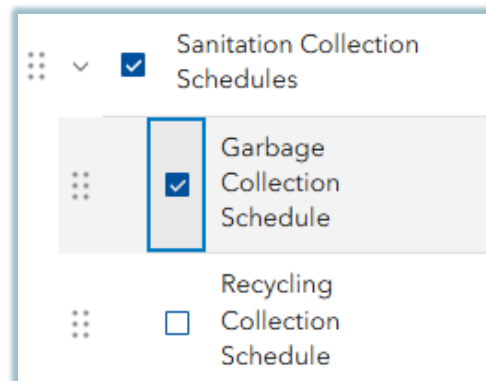 Sanitation Collection
Schedules
Garbage
Collection
Schedule
Recycling
Collection
Schedule